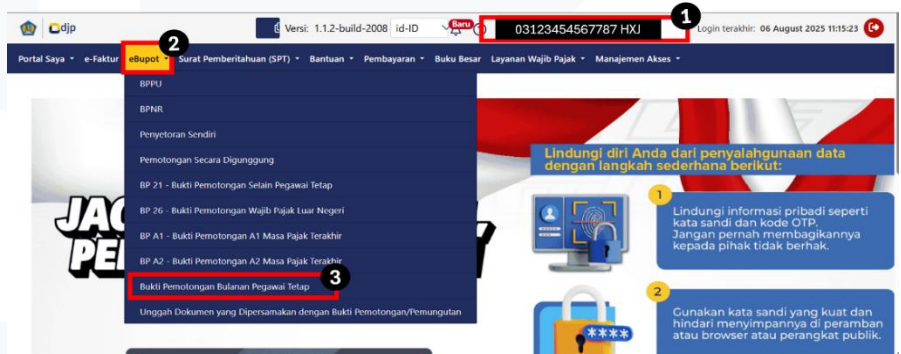 djp
Versi: 1.1.2-build-2008 id-ID Baru 03123454567787 HXJ 1 Login terakhir: 06 August 2025 11:15:23
2
Portal Saya e-Faktur eBupot Surat Pemberitahuan (SPT) Bantuan Pembayaran Buku Besar Layanan Wajib Pajak Manajemen Akses
BPPU
BPNR
Penyetoran Sendiri
Pemotongan Secara Digunggung
BP 21 - Bukti Pemotongan Selain Pegawai Tetap
BP 26 - Bukti Pemotongan Wajib Pajak Luar Negeri
BP A1 - Bukti Pemotongan A1 Masa Pajak Terakhir
BP A2 - Bukti Pemotongan A2 Masa Pajak Terakhir
Bukti Pemotongan Bulanan Pegawai Tetap 3
Unggah Dokumen yang Dipersamakan dengan Bukti Pemotongan/Pemungutan
Lindungi diri Anda dari penyalahgunaan data
dengan langkah sederhana berikut:
1
Lindungi informasi pribadi seperti
kata sandi dan kode OTP.
Jangan pernah membagikannya
kepada pihak tidak berhak.
2
Gunakan kata sandi yang kuat dan
hindari menyimpannya di peramban
atau browser atau perangkat publik.
****